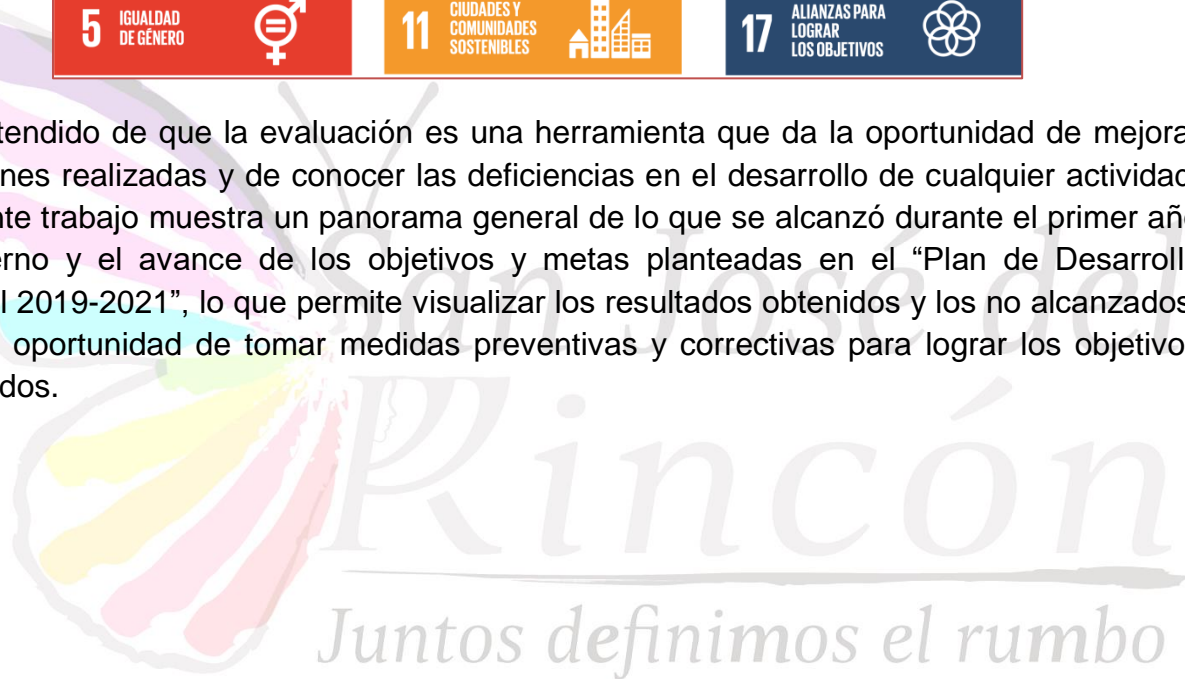 5 IGUALDAD DE GÉNERO
11 CIUDADES Y COMUNIDADES SOSTENIBLES
17 ALIANZAS PARA LOGRAR LOS OBJETIVOS
tendido de que la evaluación es una herramienta que da la oportunidad de mejora
nes realizadas y de conocer las deficiencias en el desarrollo de cualquier actividad
nte trabajo muestra un panorama general de lo que se alcanzó durante el primer añ
erno y el avance de los objetivos y metas planteadas en el “Plan de Desarroll
l 2019-2021”, lo que permite visualizar los resultados obtenidos y los no alcanzados
oportunidad de tomar medidas preventivas y correctivas para lograr los objetivo
dos.
San José del
Rincón
Juntos definimos el rumbo